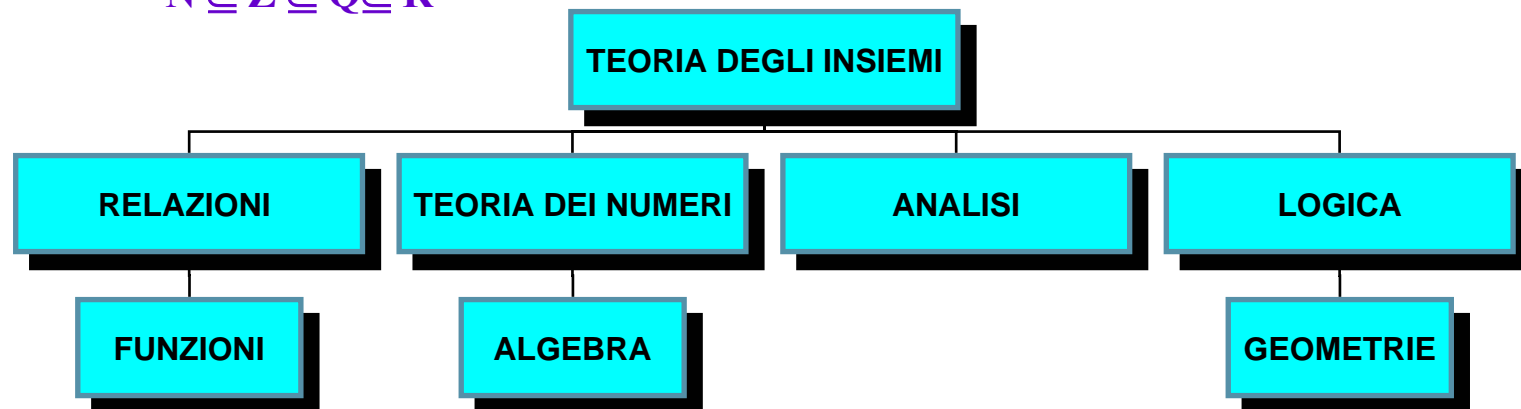 N ⊆ Z ⊆ Q ⊆ R
TEORIA DEGLI INSIEMI
RELAZIONI
TEORIA DEI NUMERI
ANALISI
LOGICA
FUNZIONI
ALGEBRA
GEOMETRIE